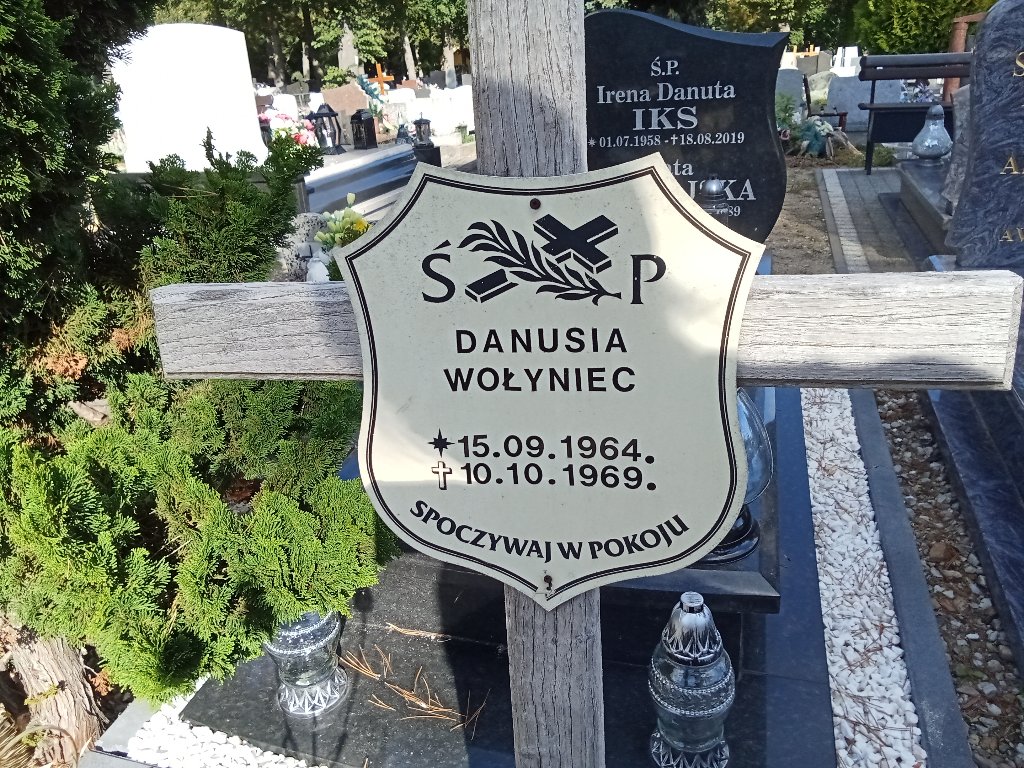 Ś P
DANUSIA
WOŁYNIEC
15.09.1964.
10.10.1969.
SPOCZYWAJ W POKOJU
Ś.P.
Irena Danuta
IKS
* 01.07.1958 - † 18.08.2019